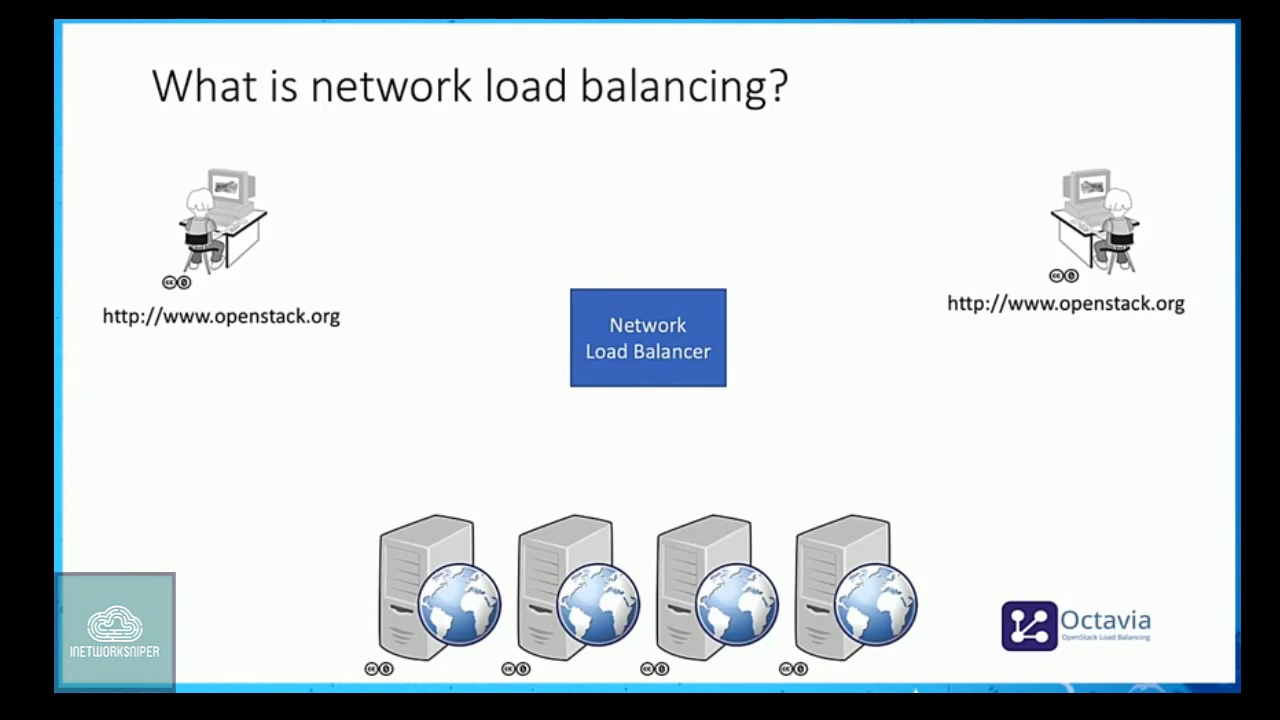 What is network load balancing?
http://www.openstack.org
http://www.openstack.org
Network
Load Balancer
Octavia
OpenStack Load Balancing
INETWORKSNIPER